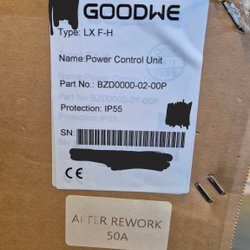 GOODWE
Type: LX F-H
Name:Power Control Unit
Part No.: BZD0000-02-00P
Protection: IP55
SN:
CE
AFTER REWORK
50A